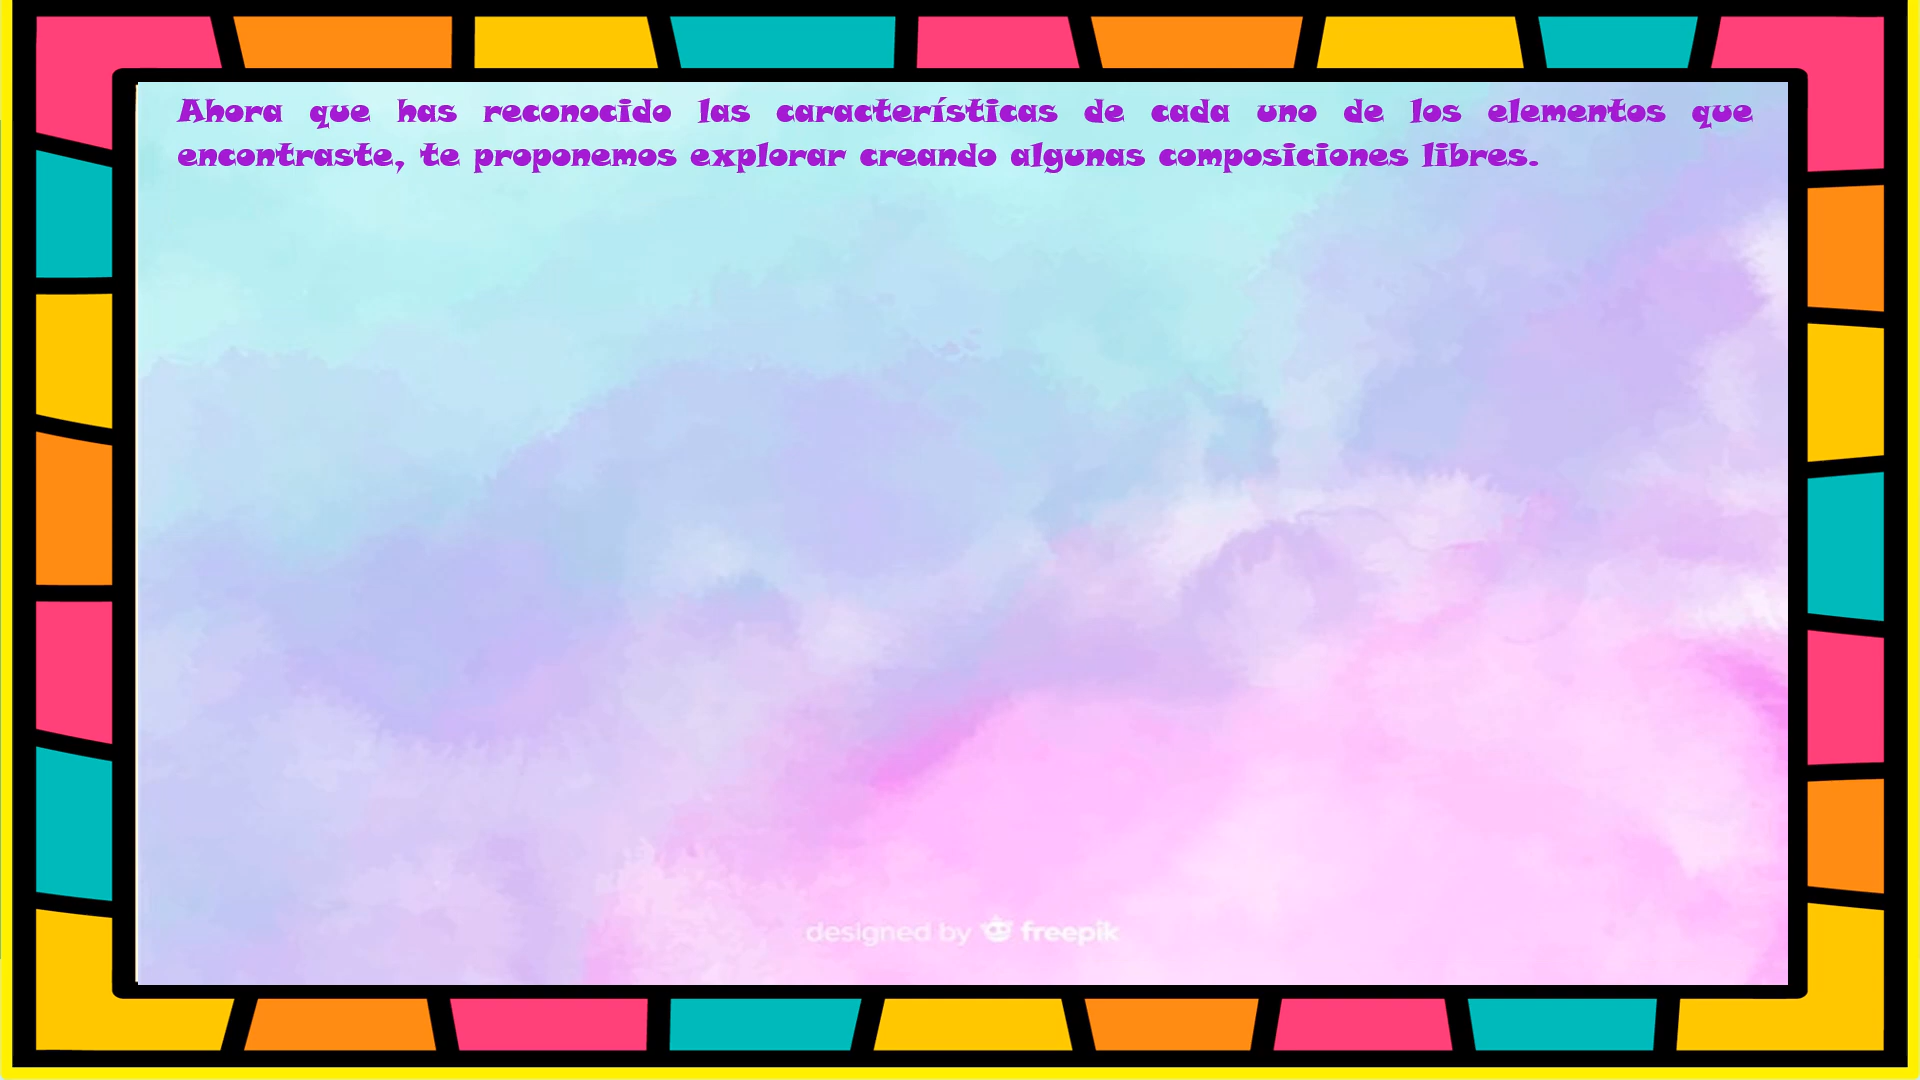 Ahora que has reconocido las características de cada uno de los elementos que
encontraste, te proponemos explorar creando algunas composiciones libres.
designed by freepik